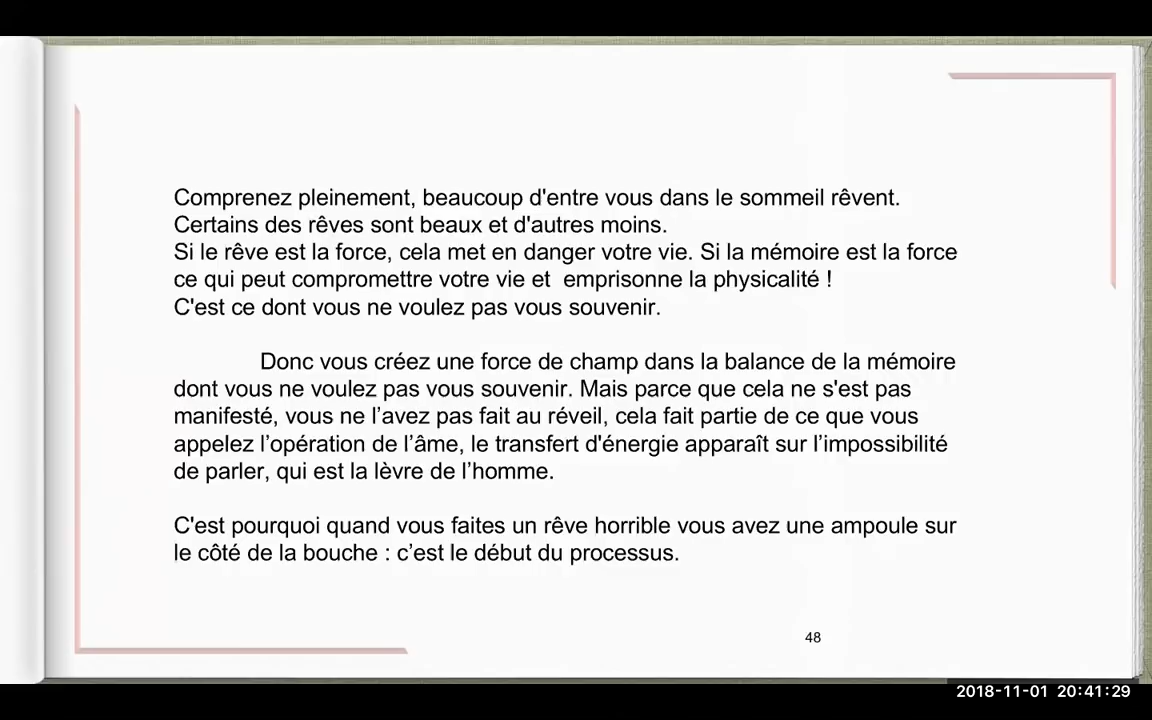 Comprenez pleinement, beaucoup d'entre vous dans le sommeil rêvent.
Certains des rêves sont beaux et d'autres moins.
Si le rêve est la force, cela met en danger votre vie. Si la mémoire est la force
ce qui peut compromettre votre vie et  emprisonne la physicalité !
C'est ce dont vous ne voulez pas vous souvenir.
Donc vous créez une force de champ dans la balance de la mémoire
dont vous ne voulez pas vous souvenir. Mais parce que cela ne s'est pas
manifesté, vous ne l’avez pas fait au réveil, cela fait partie de ce que vous
appelez l’opération de l’âme, le transfert d'énergie apparaît sur l’impossibilité
de parler, qui est la lèvre de l’homme.
C'est pourquoi quand vous faites un rêve horrible vous avez une ampoule sur
le côté de la bouche : c’est le début du processus.
48
2018-11-01 20:41:29